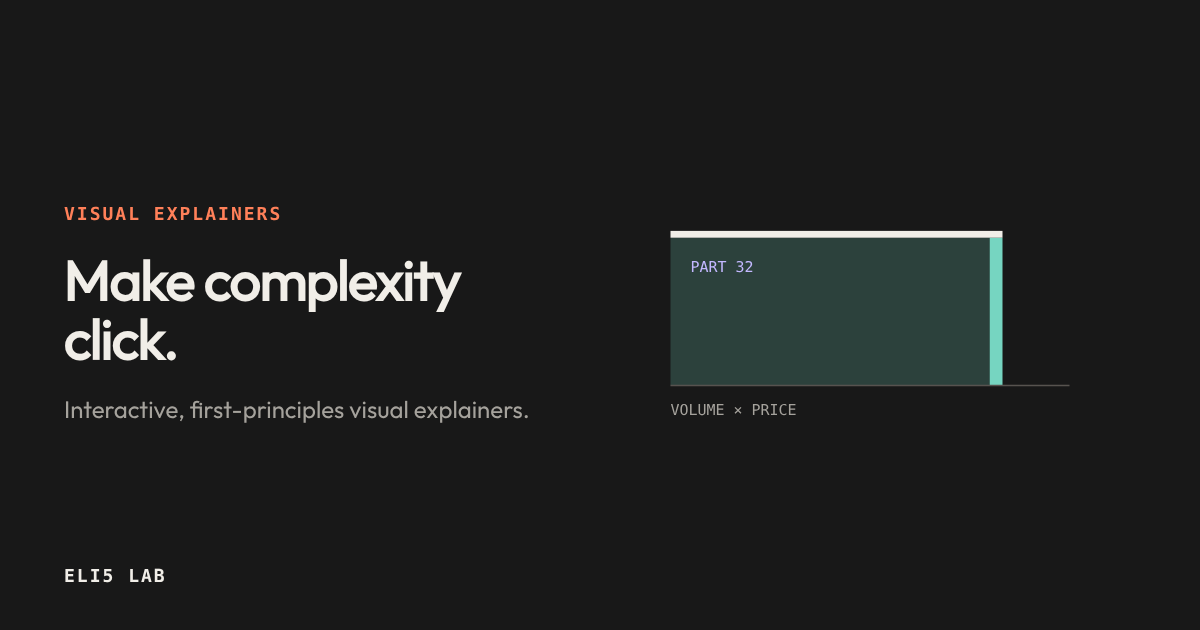 VISUAL EXPLAINERS
Make complexity
click.
Interactive, first-principles visual explainers.
PART 32
VOLUME × PRICE
ELI5 LAB